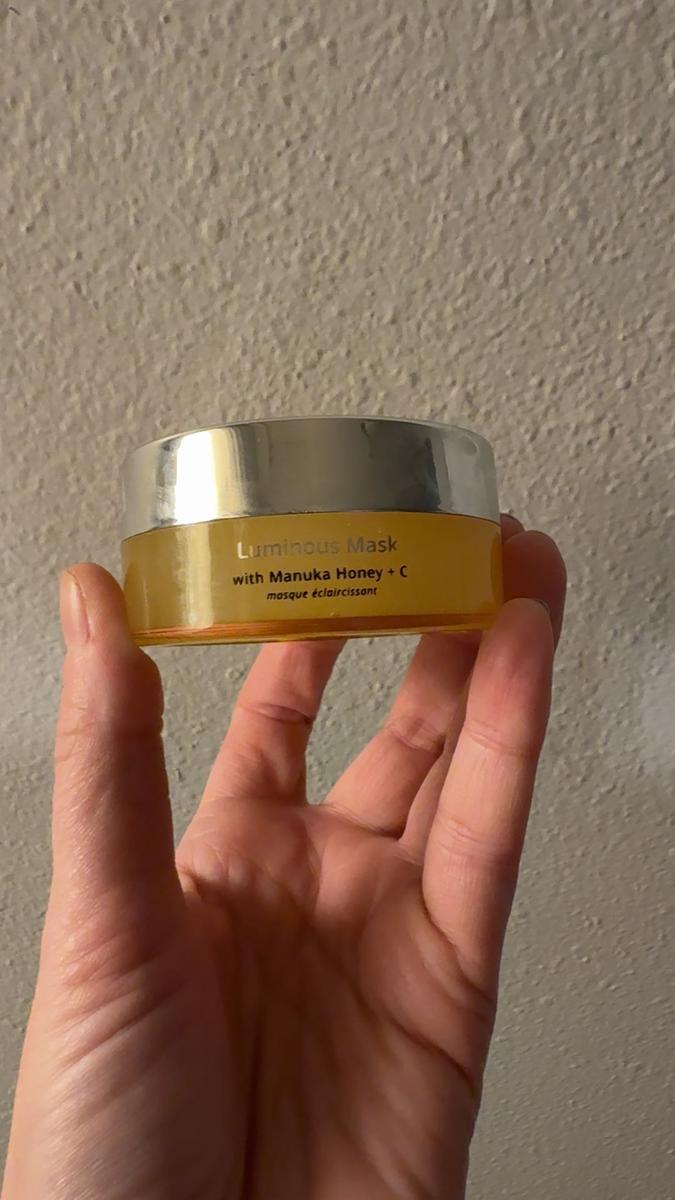 Luminous Mask
with Manuka Honey + C
masque éclaircissant